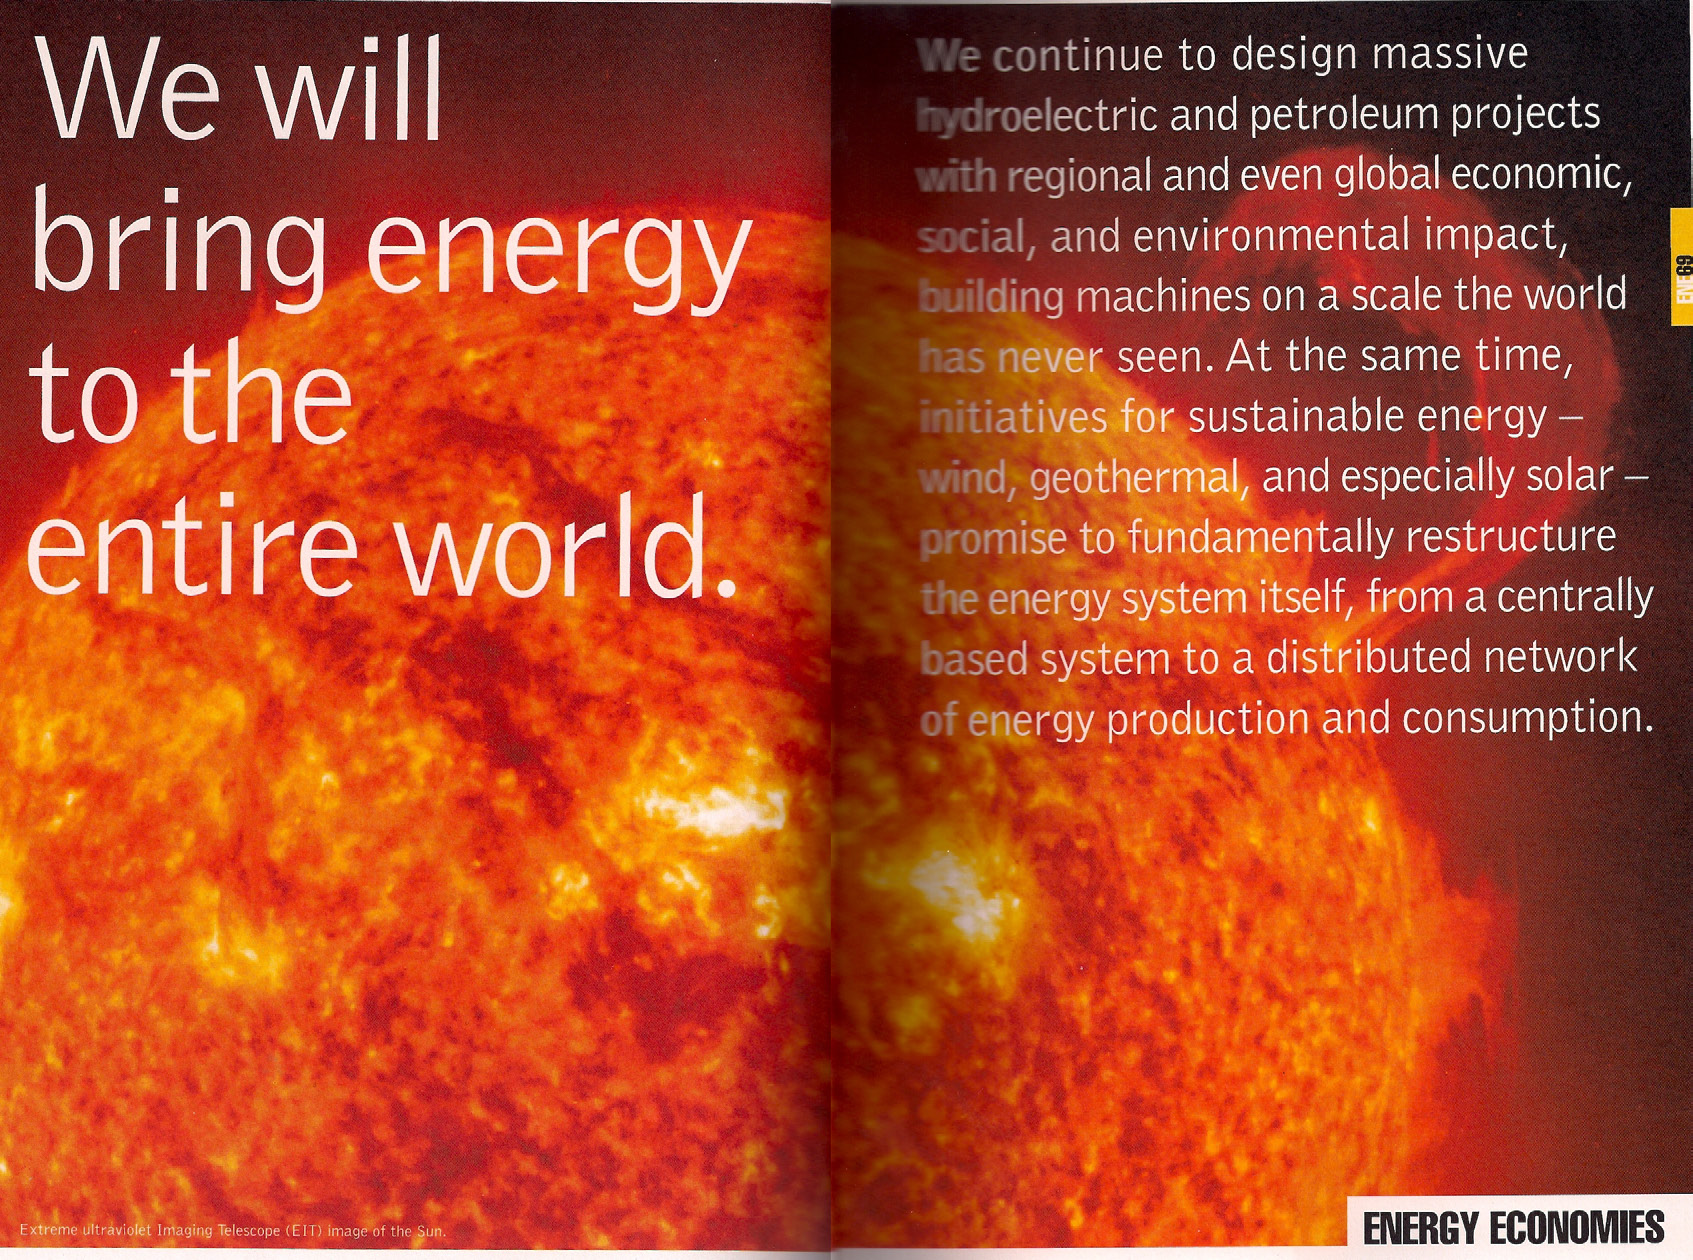 We will
bring energy
to the
entire world.
Extreme ultraviolet Imaging Telescope (EIT) image of the Sun.
We continue to design massive
hydroelectric and petroleum projects
with regional and even global economic,
social, and environmental impact,
building machines on a scale the world
has never seen. At the same time,
initiatives for sustainable energy –
wind, geothermal, and especially solar –
promise to fundamentally restructure
the energy system itself, from a centrally
based system to a distributed network
of energy production and consumption.
ENE69
ENERGY ECONOMIES